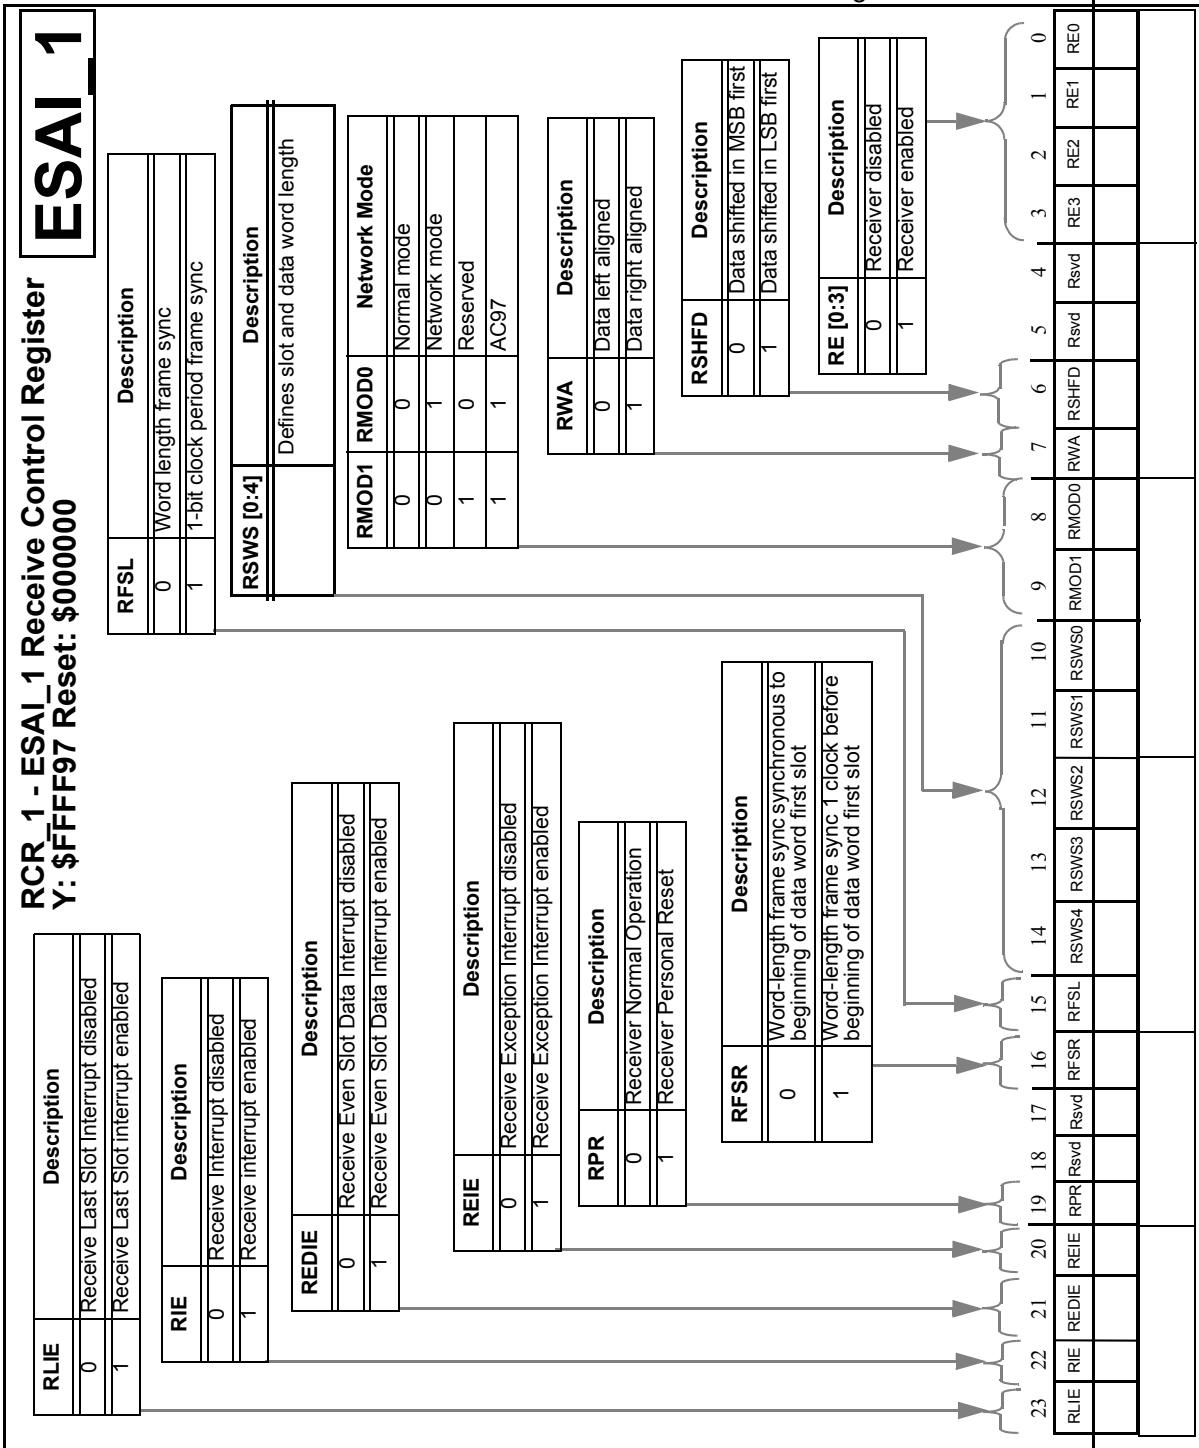 RCR_1 - ESAI_1 Receive Control Register
Y: $FFFF97 Reset: $000000
ESAI_1
RLIE Description
0 Receive Last Slot Interrupt disabled
1 Receive Last Slot interrupt enabled
RIE Description
0 Receive Interrupt disabled
1 Receive interrupt enabled
REDIE Description
0 Receive Even Slot Data Interrupt disabled
1 Receive Even Slot Data Interrupt enabled
REIE Description
0 Receive Exception Interrupt disabled
1 Receive Exception Interrupt enabled
RPR Description
0 Receiver Normal Operation
1 Receiver Personal Reset
RFSR Description
0 Word-length frame sync synchronous to
beginning of data word first slot
1 Word-length frame sync 1 clock before
beginning of data word first slot
RFSL Description
0 Word length frame sync
1 1-bit clock period frame sync
RSWS [0:4] Description
Defines slot and data word length
RMOD1 RMOD0 Network Mode
0 0 Normal mode
0 1 Network mode
1 0 Reserved
1 1 AC97
RWA Description
0 Data left aligned
1 Data right aligned
RSHFD Description
0 Data shifted in MSB first
1 Data shifted in LSB first
RE [0:3] Description
0 Receiver disabled
1 Receiver enabled
23 22 21 20 19 18 17 16 15 14 13 12 11 10 9 8 7 6 5 4 3 2 1 0
RLIE RIE REDIE REIE RPR Rsvd Rsvd RFSR RFSL RSWS4 RSWS3 RSWS2 RSWS1 RSWS0 RMOD1 RMOD0 RWA RSHFD Rsvd Rsvd RE3 RE2 RE1 RE0